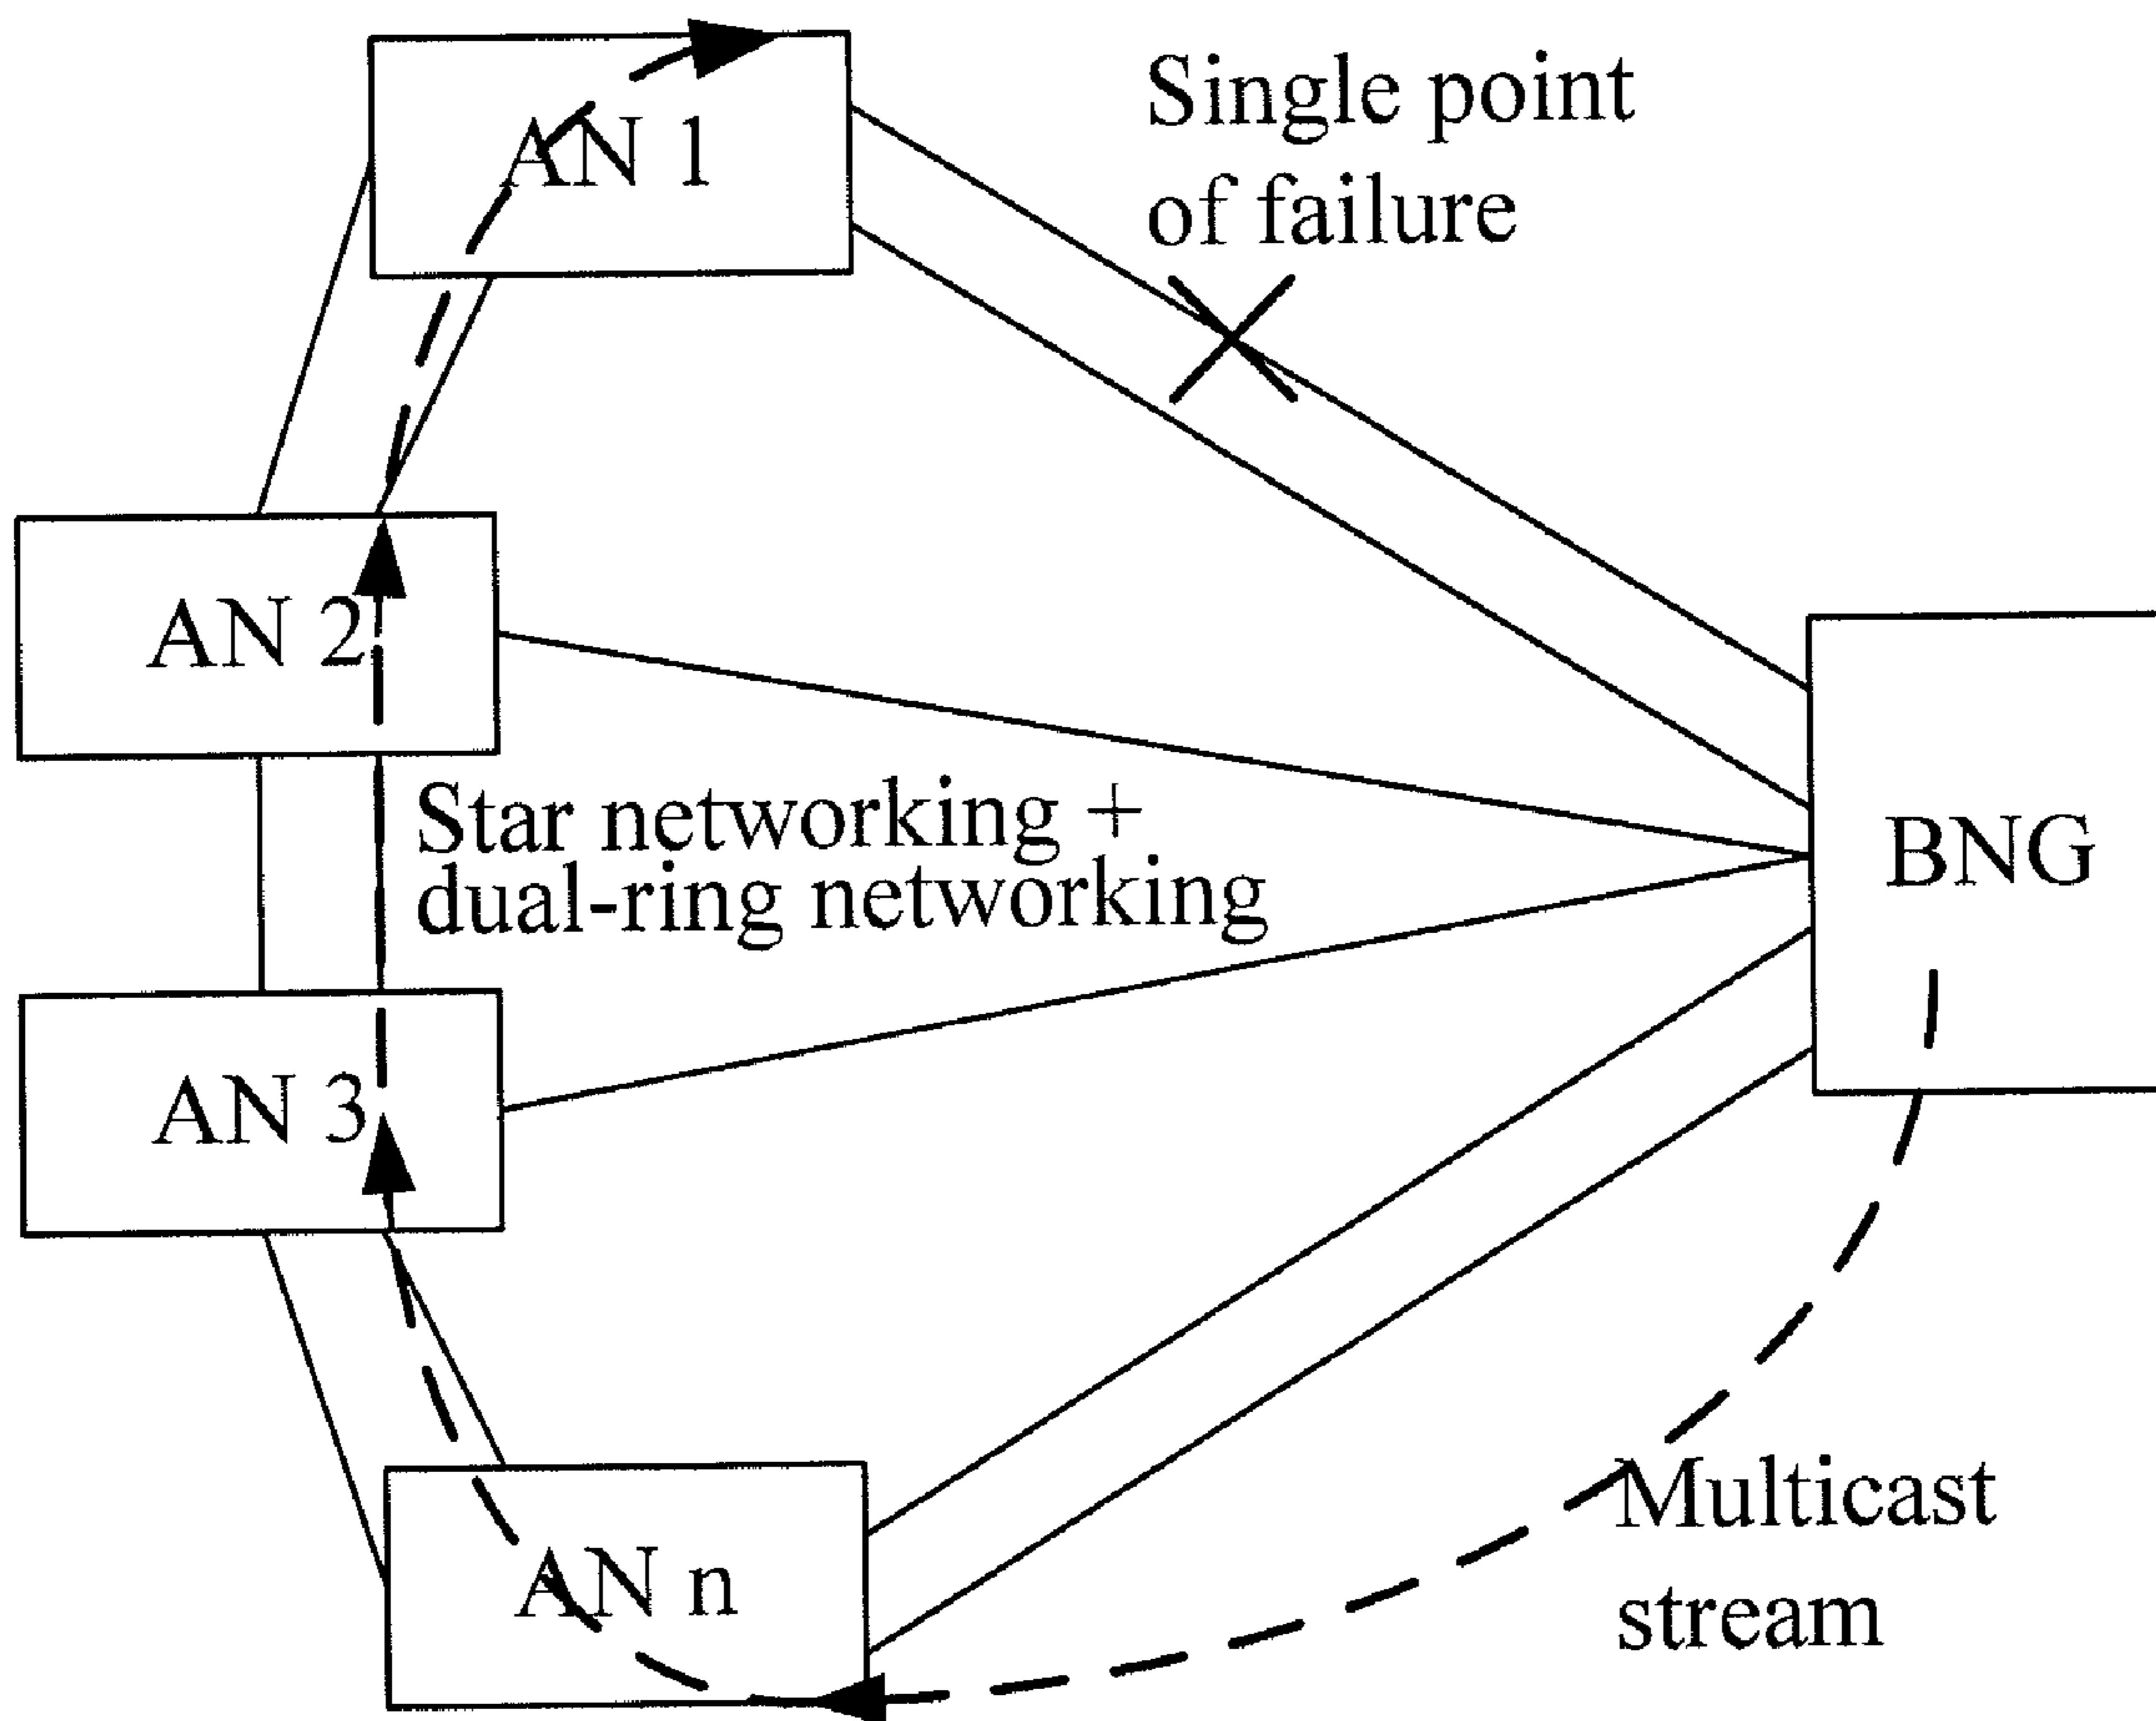 AN 1
Single point
of failure
AN 2
Star networking +
dual-ring networking
BNG
AN 3
AN n
Multicast
stream